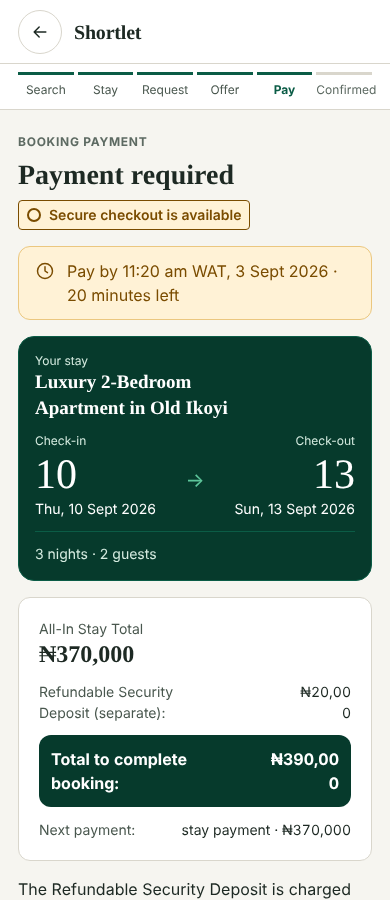 Shortlet
Search Stay Request Offer Pay Confirmed
BOOKING PAYMENT
Payment required
Secure checkout is available
Pay by 11:20 am WAT, 3 Sept 2026 ·
20 minutes left
Your stay
Luxury 2-Bedroom
Apartment in Old Ikoyi
Check-in Check-out
10 → 13
Thu, 10 Sept 2026 Sun, 13 Sept 2026
3 nights · 2 guests
All-In Stay Total
₦370,000
Refundable Security ₦20,00
Deposit (separate): 0
Total to complete ₦390,00
booking: 0
Next payment: stay payment · ₦370,000
The Refundable Security Deposit is charged